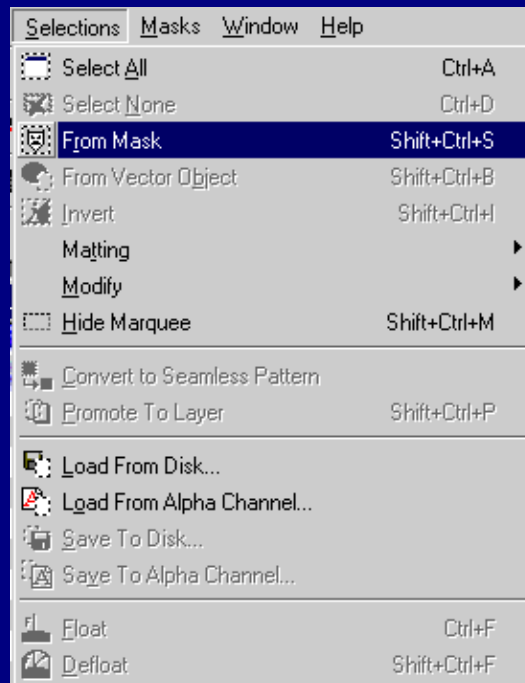 Selections Masks Window Help
Select All Ctrl+A
Select None Ctrl+D
From Mask Shift+Ctrl+S
From Vector Object Shift+Ctrl+B
Invert Shift+Ctrl+I
Matting
Modify
Hide Marquee Shift+Ctrl+M
Convert to Seamless Pattern
Promote To Layer Shift+Ctrl+P
Load From Disk...
Load From Alpha Channel...
Save To Disk...
Save To Alpha Channel...
Float Ctrl+F
Defloat Shift+Ctrl+F